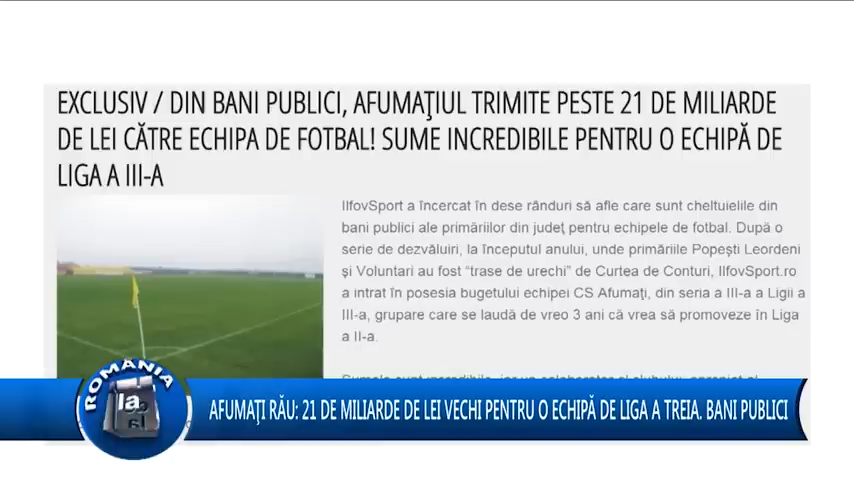 EXCLUSIV / DIN BANI PUBLICI, AFUMAŢIUL TRIMITE PESTE 21 DE MILIARDE
DE LEI CĂTRE ECHIPA DE FOTBAL! SUME INCREDIBILE PENTRU O ECHIPĂ DE
LIGA A III-A
IlfovSport a încercat în dese rânduri să afle care sunt cheltuielile din
bani publici ale primăriilor din judeţ pentru echipele de fotbal. După o
serie de dezvăluiri, la începutul anului, unde primăriile Popeşti Leordeni
şi Voluntari au fost “trase de urechi” de Curtea de Conturi, IlfovSport.ro
a intrat în posesia bugetului echipei CS Afumaţi, din seria a III-a a Ligii a
III-a, grupare care se laudă de vreo 3 ani că vrea să promoveze în Liga
a II-a.
ROMÂNIA
la
AFUMAŢI RĂU: 21 DE MILIARDE DE LEI VECHI PENTRU O ECHIPĂ DE LIGA A TREIA. BANI PUBLICI